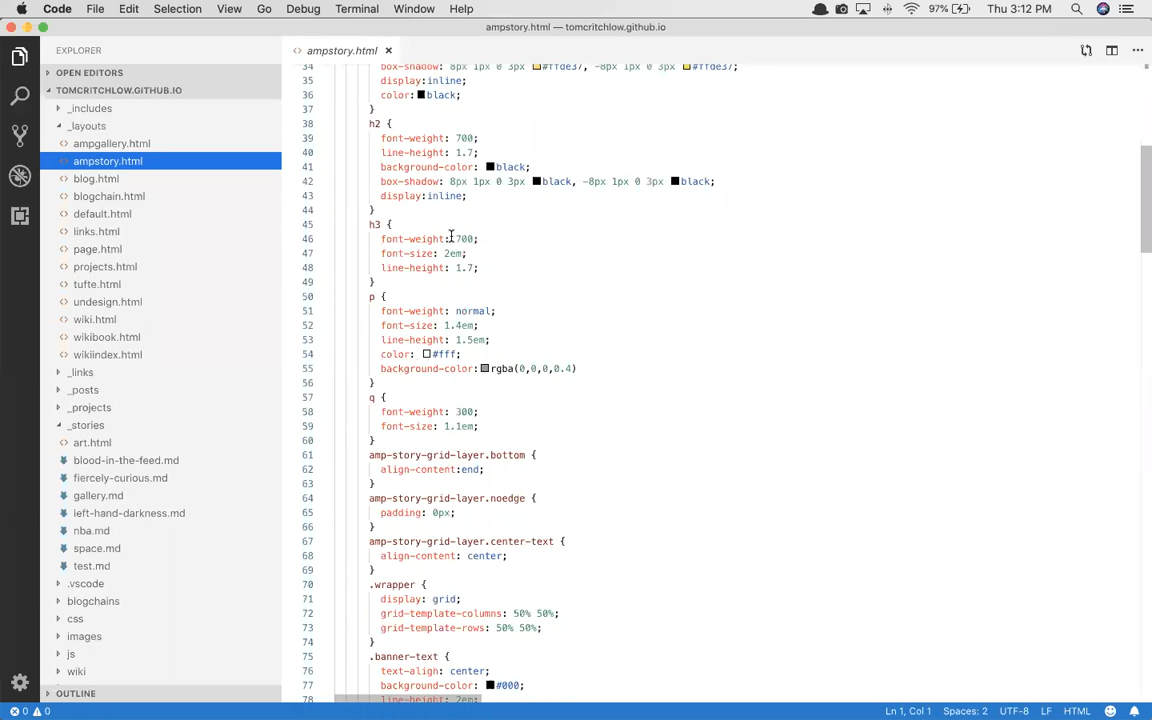 Code File Edit Selection View Go Debug Terminal Window Help 97% Thu 3:12 PM
ampstory.html — tomcritchlow.github.io
EXPLORER
OPEN EDITORS
TOMCRITCHLOW.GITHUB.IO
_includes
_layouts
ampgallery.html
ampstory.html
blog.html
blogchain.html
default.html
links.html
page.html
projects.html
tufte.html
undesign.html
wiki.html
wikibook.html
wikiindex.html
_links
_posts
_projects
_stories
art.html
blood-in-the-feed.md
fiercely-curious.md
gallery.md
left-hand-darkness.md
nba.md
space.md
test.md
.vscode
blogchains
css
images
js
wiki
OUTLINE
ampstory.html
34 box-shadow: 8px 1px 0 3px #ffde37, -8px 1px 0 3px #ffde37;
35 display:inline;
36 color: black;
37 }
38 h2 {
39 font-weight: 700;
40 line-height: 1.7;
41 background-color: black;
42 box-shadow: 8px 1px 0 3px black, -8px 1px 0 3px black;
43 display:inline;
44 }
45 h3 {
46 font-weight: 700;
47 font-size: 2em;
48 line-height: 1.7;
49 }
50 p {
51 font-weight: normal;
52 font-size: 1.4em;
53 line-height: 1.5em;
54 color: #fff;
55 background-color: rgba(0,0,0,0.4)
56 }
57 q {
58 font-weight: 300;
59 font-size: 1.1em;
60 }
61 amp-story-grid-layer.bottom {
62 align-content:end;
63 }
64 amp-story-grid-layer.noedge {
65 padding: 0px;
66 }
67 amp-story-grid-layer.center-text {
68 align-content: center;
69 }
70 .wrapper {
71 display: grid;
72 grid-template-columns: 50% 50%;
73 grid-template-rows: 50% 50%;
74 }
75 .banner-text {
76 text-align: center;
77 background-color: #000;
78 line-height: 2em;
0 0 Ln 1, Col 1 Spaces: 2 UTF-8 LF HTML